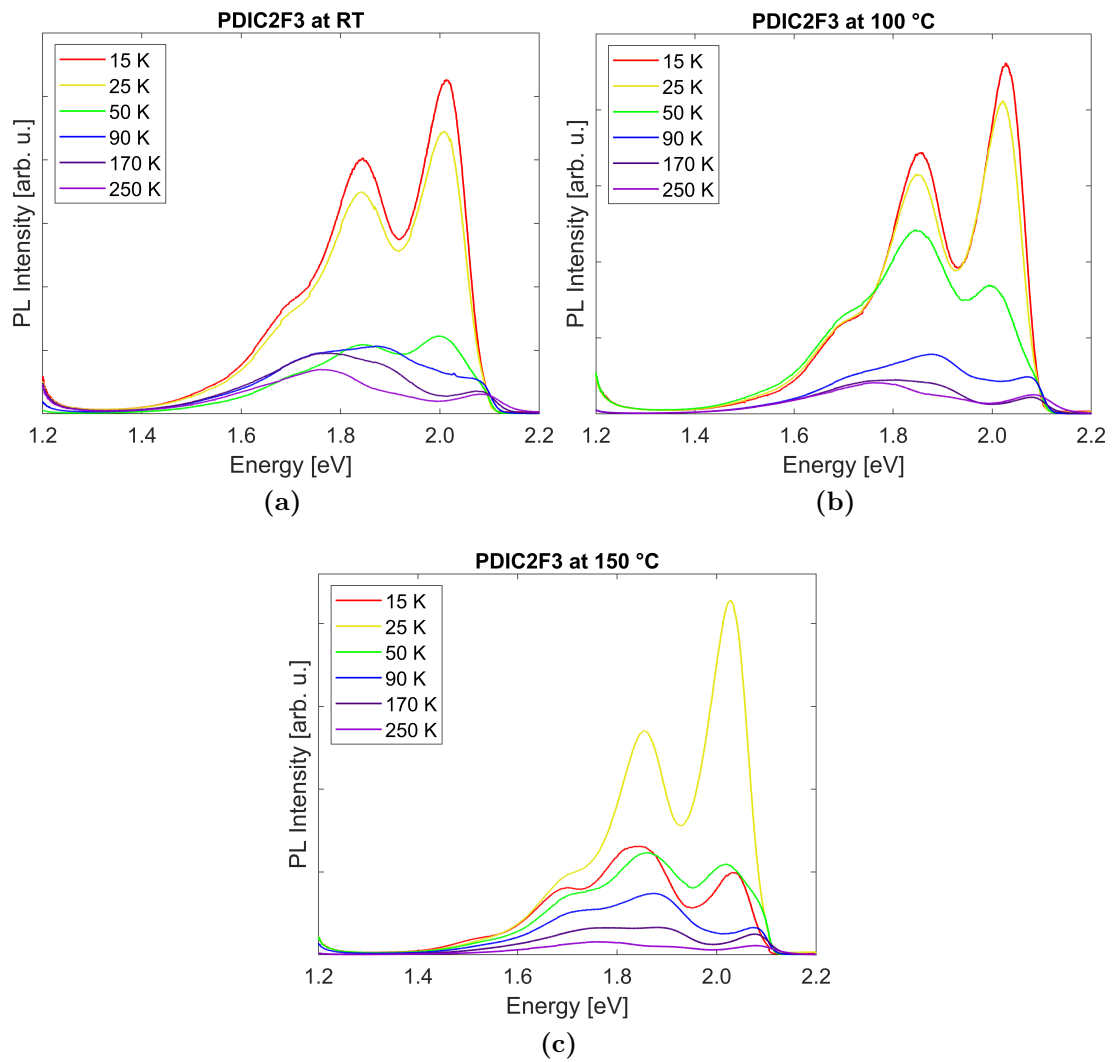 PDIC2F3 at RT
15 K
25 K
50 K
90 K
170 K
250 K
PL Intensity [arb. u.]
1.2 1.4 1.6 1.8 2.0 2.2
Energy [eV]
(a)
PDIC2F3 at 100 °C
15 K
25 K
50 K
90 K
170 K
250 K
PL Intensity [arb. u.]
1.2 1.4 1.6 1.8 2.0 2.2
Energy [eV]
(b)
PDIC2F3 at 150 °C
15 K
25 K
50 K
90 K
170 K
250 K
PL Intensity [arb. u.]
1.2 1.4 1.6 1.8 2.0 2.2
Energy [eV]
(c)